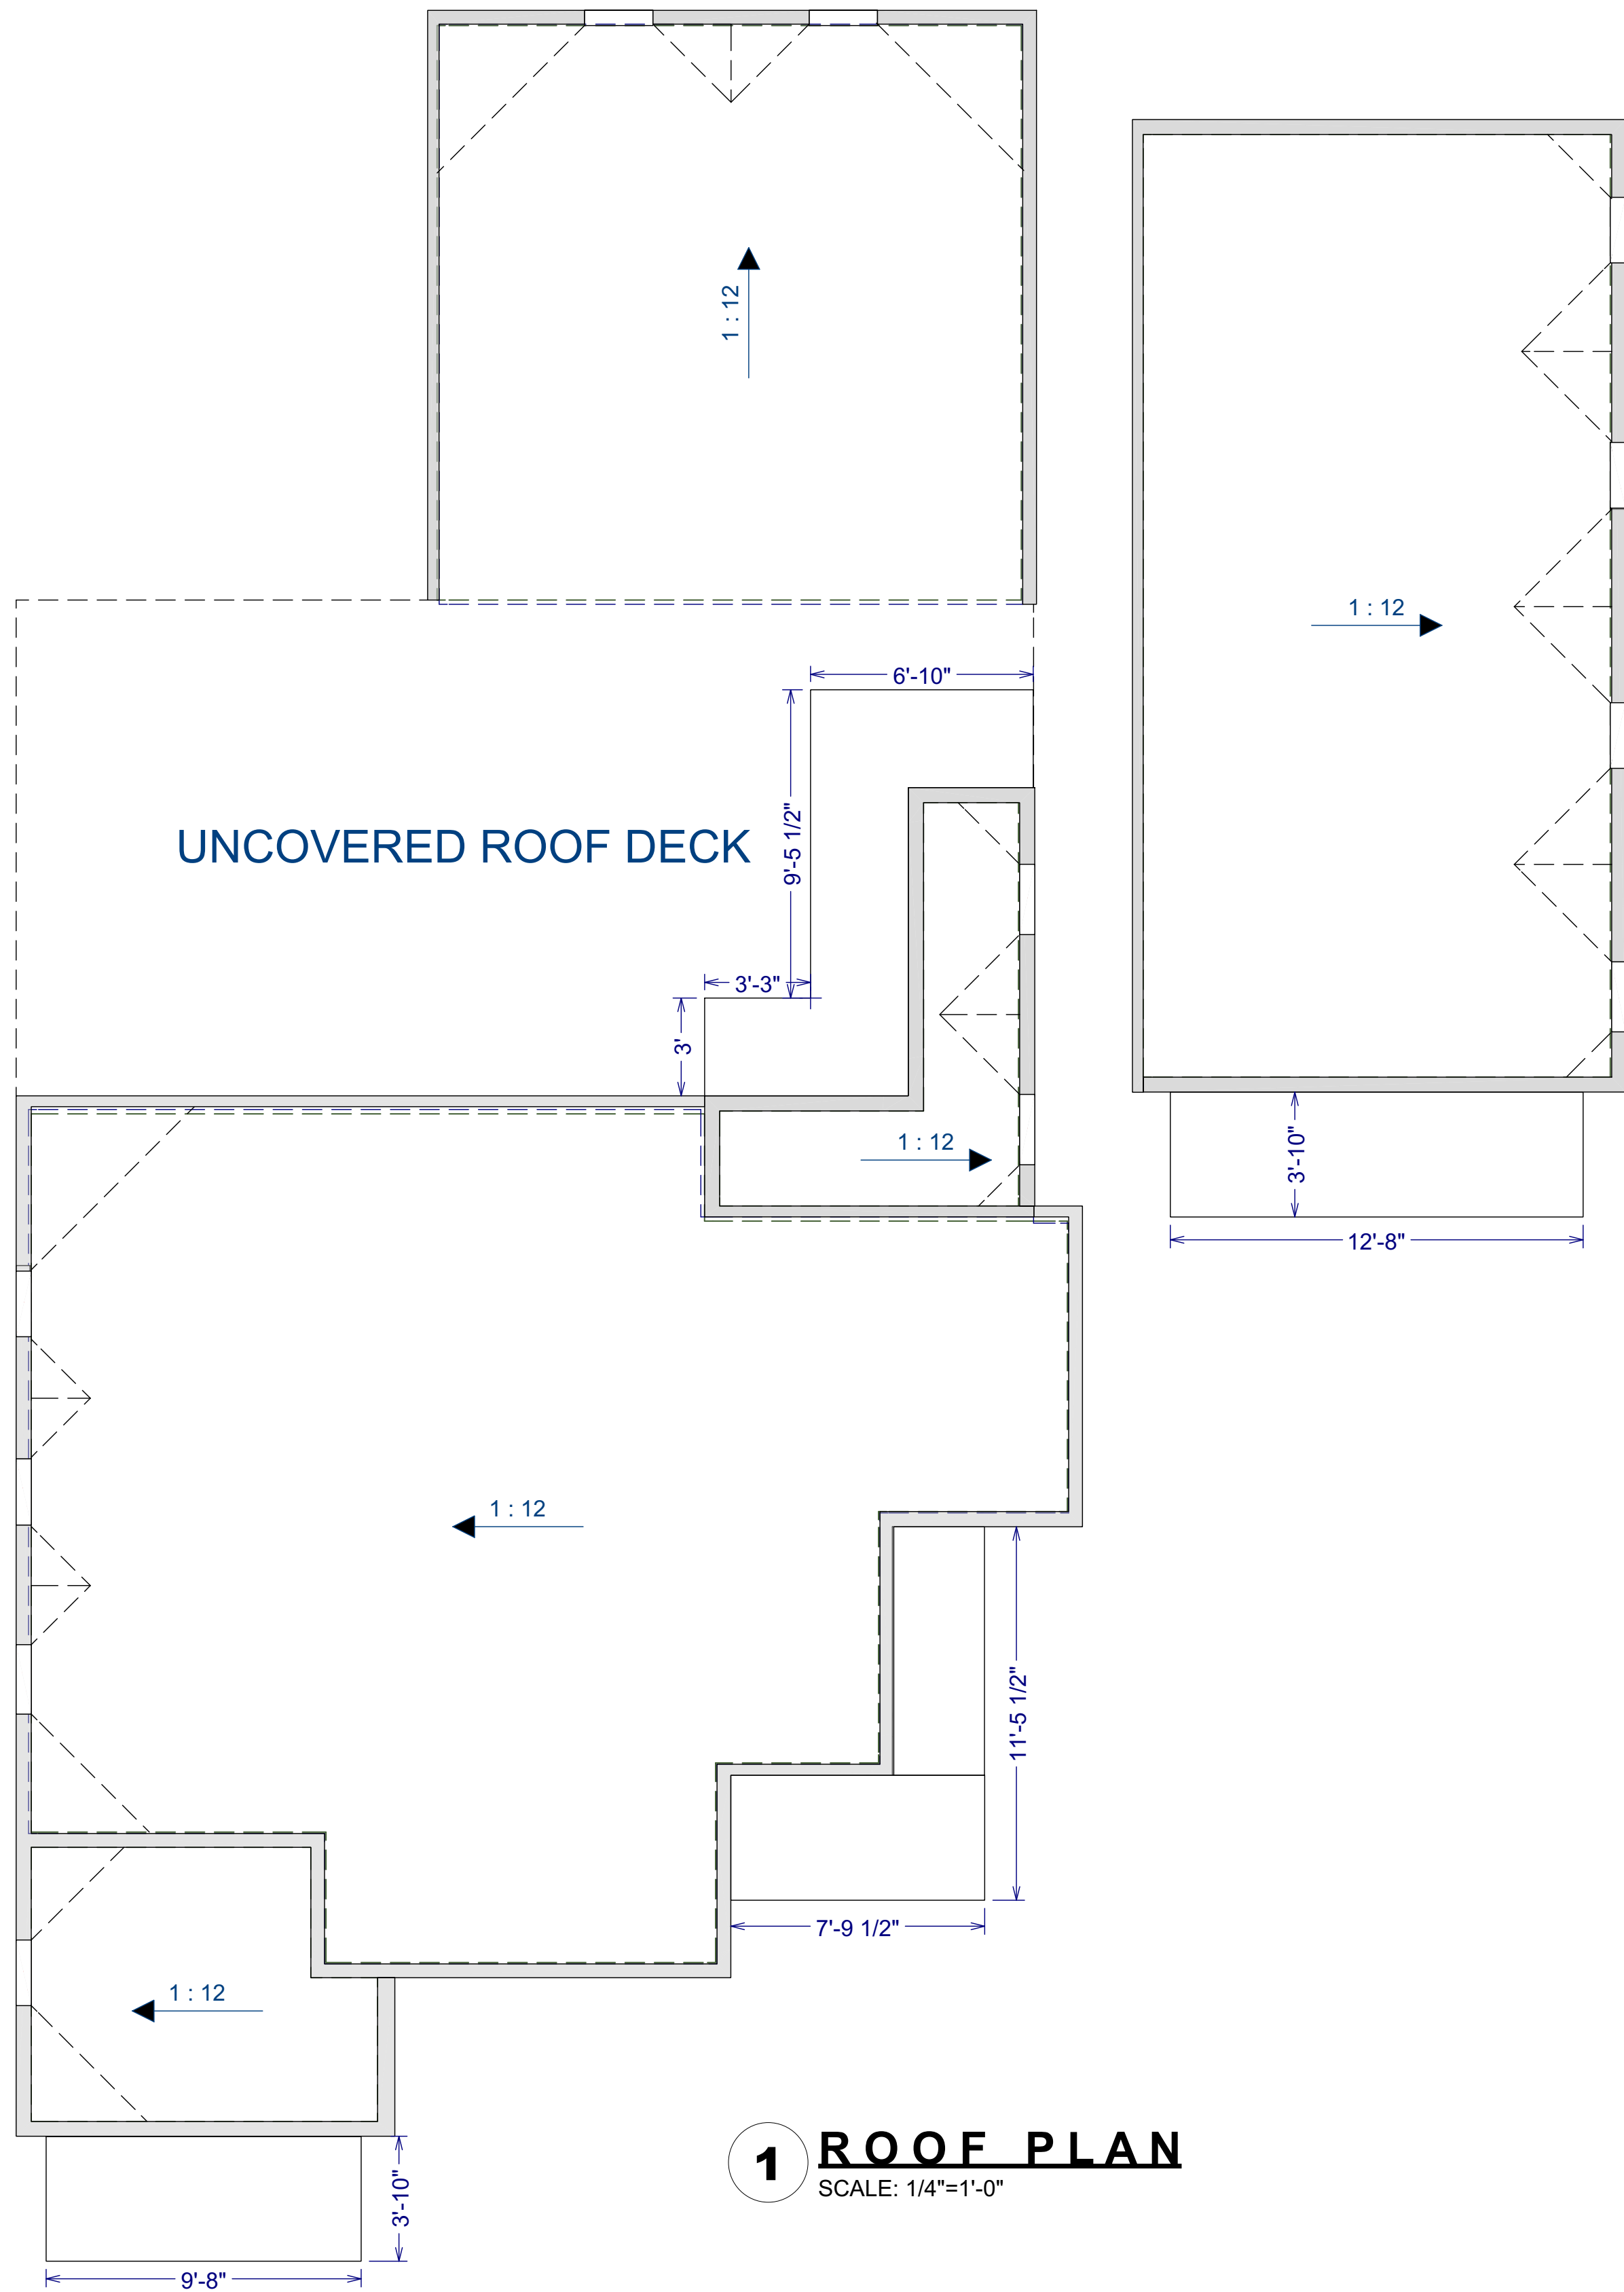 1 : 12
1 : 12
6'-10"
9'-5 1/2"
UNCOVERED ROOF DECK
3'-3"
3'
1 : 12
3'-10"
12'-8"
1 : 12
11'-5 1/2"
7'-9 1/2"
1 : 12
1
ROOF PLAN
SCALE: 1/4"=1'-0"
3'-10"
9'-8"